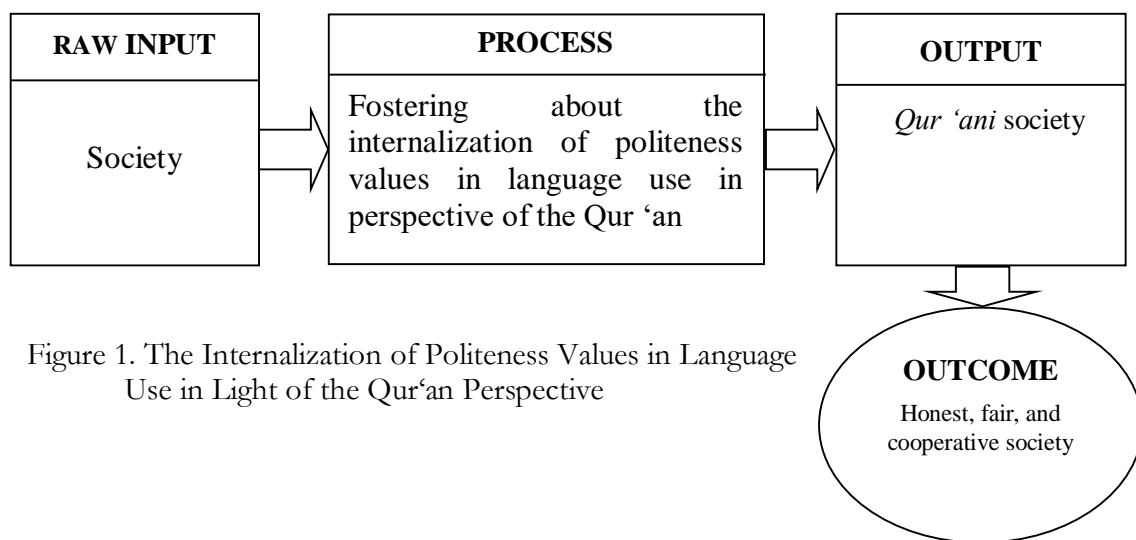 RAW INPUT
Society
PROCESS
Fostering about the
internalization of politeness
values in language use in
perspective of the Qur ‘an
OUTPUT
Qur ‘ani society
OUTCOME
Honest, fair, and
cooperative society
Figure 1. The Internalization of Politeness Values in Language
Use in Light of the Qur‘an Perspective